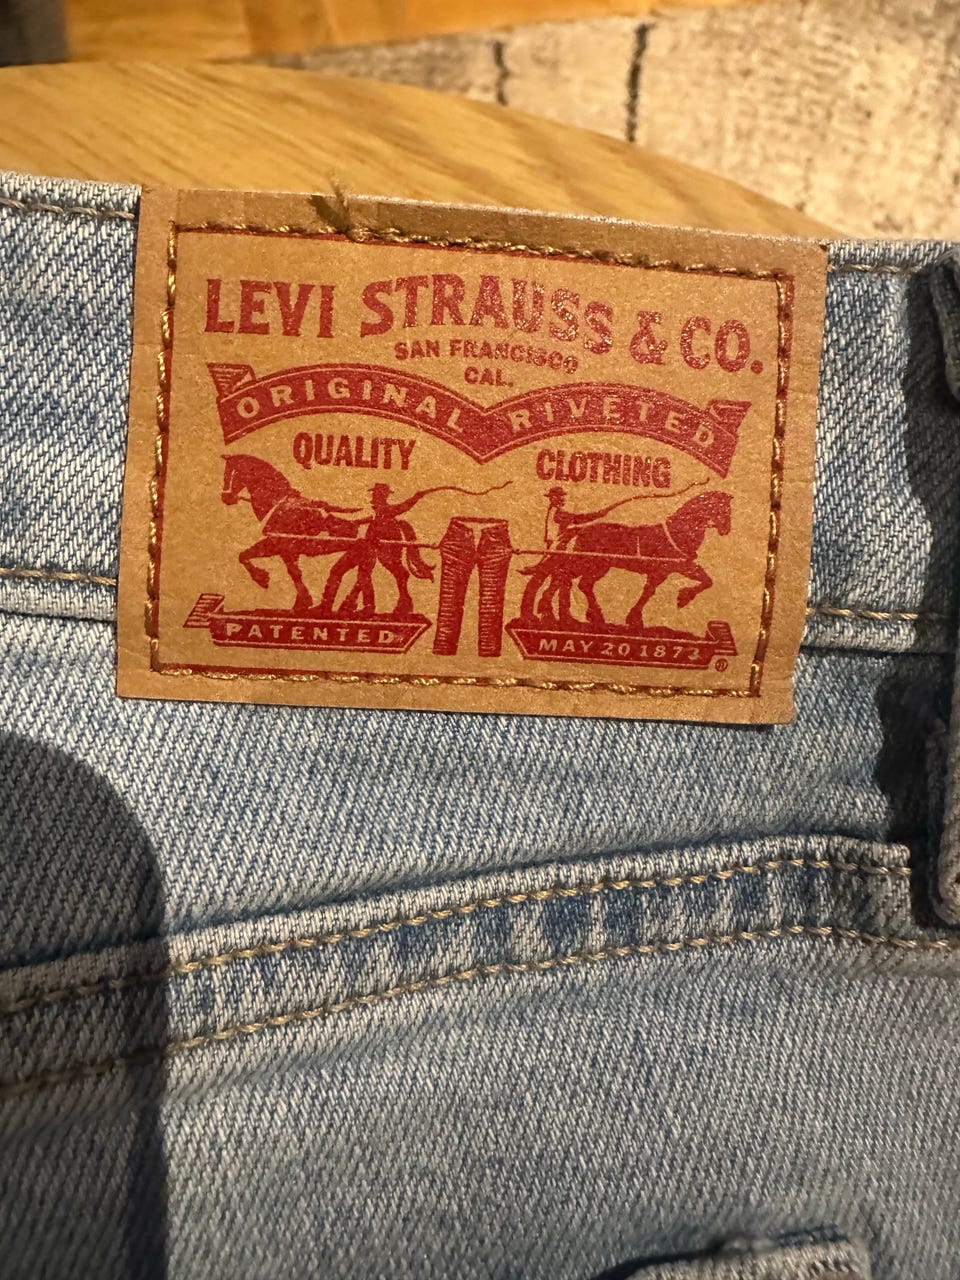 LEVI STRAUSS & CO.
SAN FRANCISCO
CAL.
ORIGINAL RIVETED
QUALITY CLOTHING
PATENTED MAY 20 1873 ®